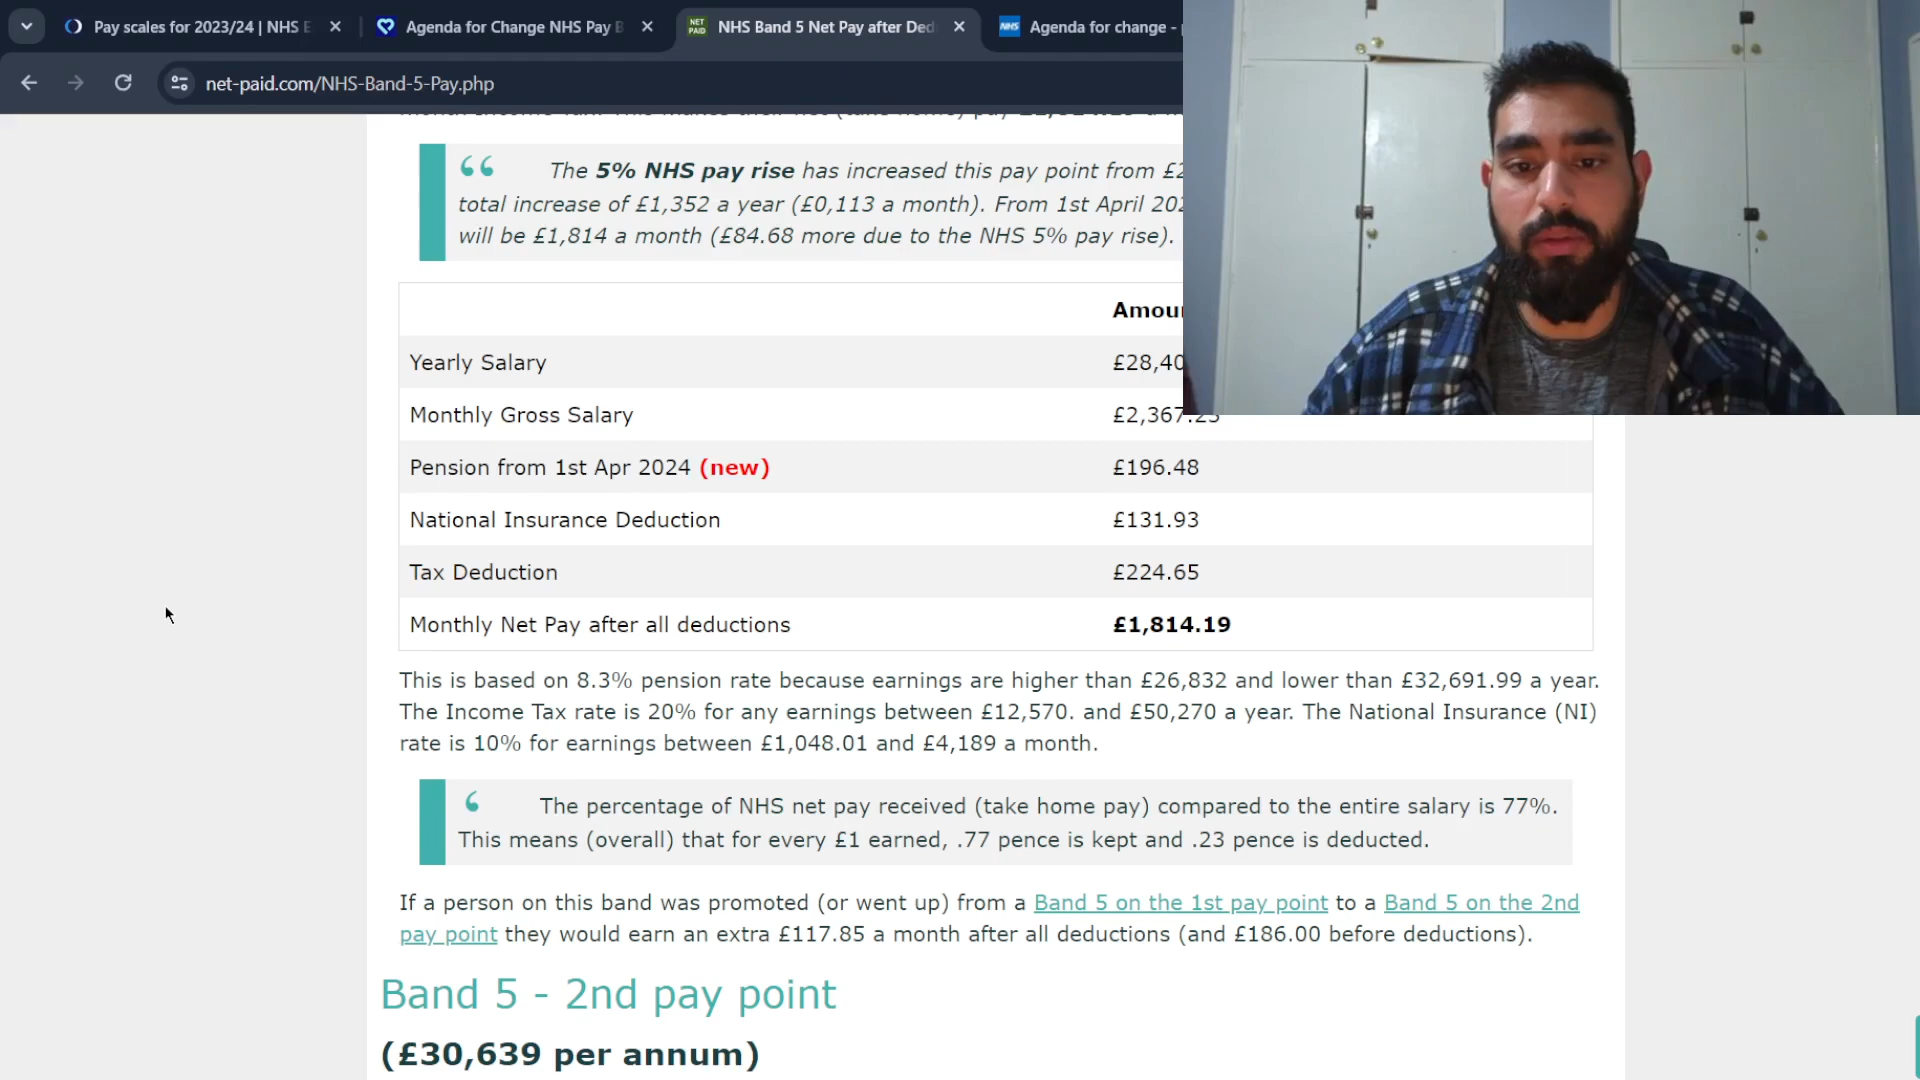 Pay scales for 2023/24 | NHS E
Agenda for Change NHS Pay B
NET PAID
NHS Band 5 Net Pay after Ded
NHS
Agenda for change -
net-paid.com/NHS-Band-5-Pay.php
“ The 5% NHS pay rise has increased this pay point from £2
total increase of £1,352 a year (£0,113 a month). From 1st April 202
will be £1,814 a month (£84.68 more due to the NHS 5% pay rise).
Amou
Yearly Salary £28,40
Monthly Gross Salary £2,367.25
Pension from 1st Apr 2024 (new) £196.48
National Insurance Deduction £131.93
Tax Deduction £224.65
Monthly Net Pay after all deductions £1,814.19
This is based on 8.3% pension rate because earnings are higher than £26,832 and lower than £32,691.99 a year.
The Income Tax rate is 20% for any earnings between £12,570. and £50,270 a year. The National Insurance (NI)
rate is 10% for earnings between £1,048.01 and £4,189 a month.
‘ The percentage of NHS net pay received (take home pay) compared to the entire salary is 77%.
This means (overall) that for every £1 earned, .77 pence is kept and .23 pence is deducted.
If a person on this band was promoted (or went up) from a Band 5 on the 1st pay point to a Band 5 on the 2nd
pay point they would earn an extra £117.85 a month after all deductions (and £186.00 before deductions).
Band 5 - 2nd pay point
(£30,639 per annum)